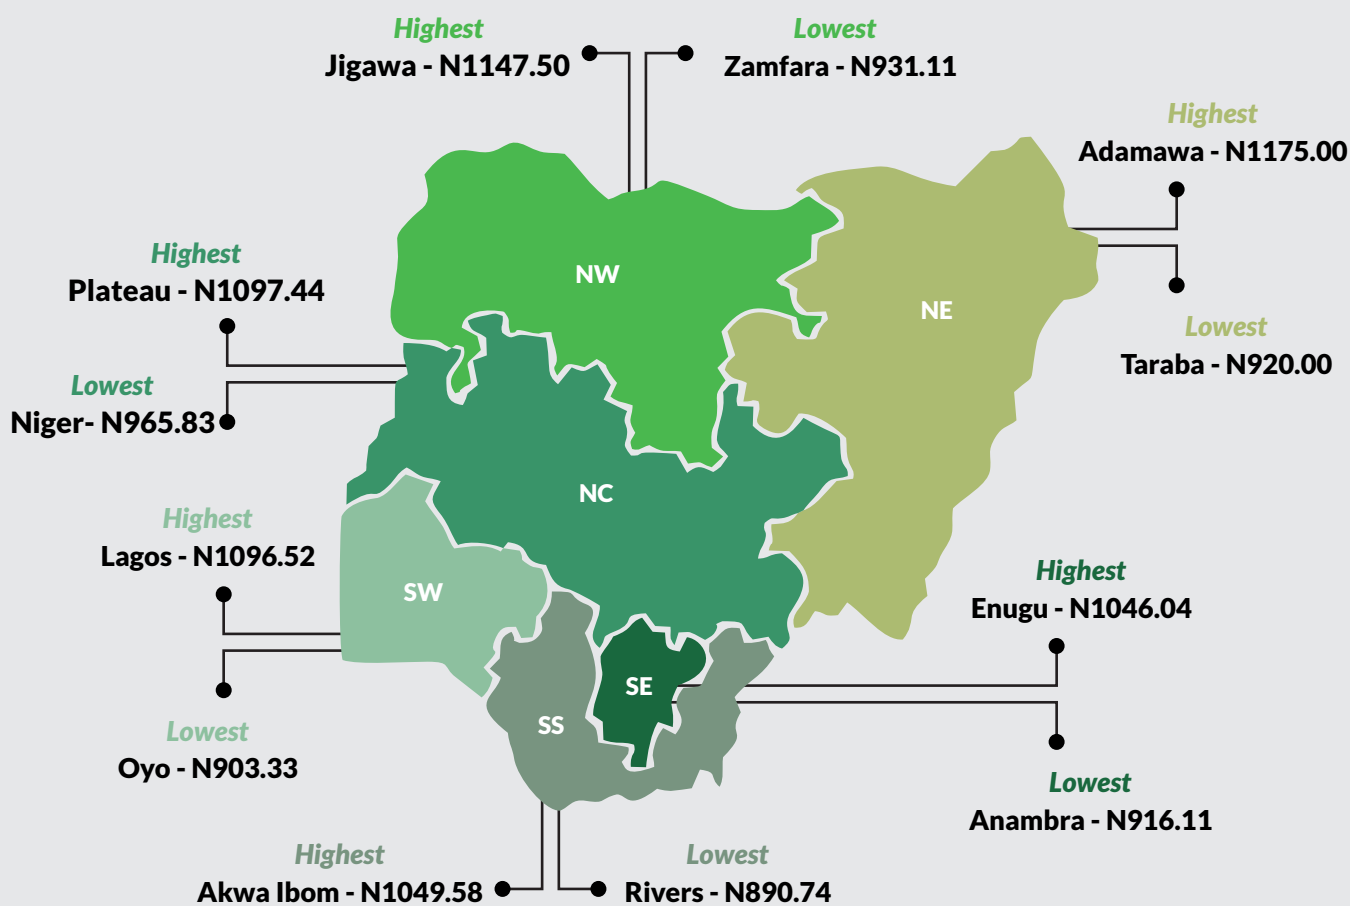 Highest
Jigawa - N1147.50
Lowest
Zamfara - N931.11
Highest
Adamawa - N1175.00
Lowest
Taraba - N920.00
Highest
Plateau - N1097.44
Lowest
Niger- N965.83
NW
NE
NC
Highest
Lagos - N1096.52
Lowest
Oyo - N903.33
SW
SE
SS
Highest
Enugu - N1046.04
Lowest
Anambra - N916.11
Highest
Akwa Ibom - N1049.58
Lowest
Rivers - N890.74